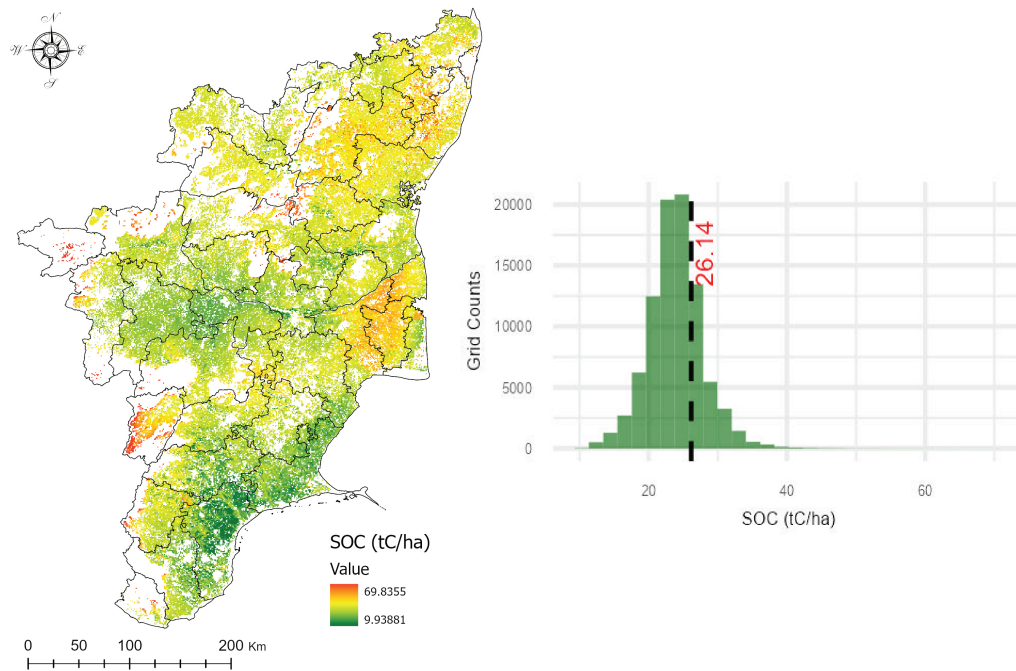 N
W
E
S
SOC (tC/ha)
Value
69.8355
9.93881
0 50 100 200 Km
Grid Counts
20000
15000
10000
5000
0
26.14
20 40 60
SOC (tC/ha)